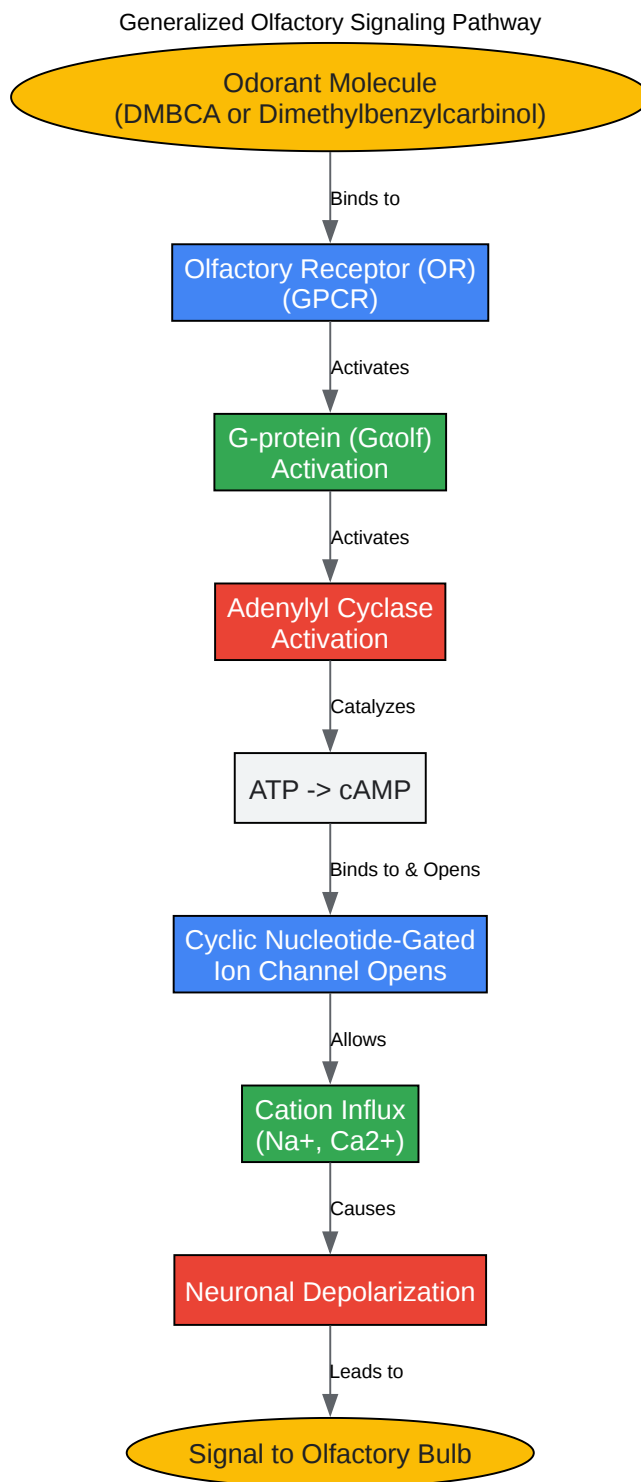 Generalized Olfactory Signaling Pathway
Odorant Molecule
(DMBCA or Dimethylbenzylcarbinol)
Binds to
Olfactory Receptor (OR)
(GPCR)
Activates
G-protein (Gαolf)
Activation
Activates
Adenylyl Cyclase
Activation
Catalyzes
ATP -> cAMP
Binds to & Opens
Cyclic Nucleotide-Gated
Ion Channel Opens
Allows
Cation Influx
(Na+, Ca2+)
Causes
Neuronal Depolarization
Leads to
Signal to Olfactory Bulb